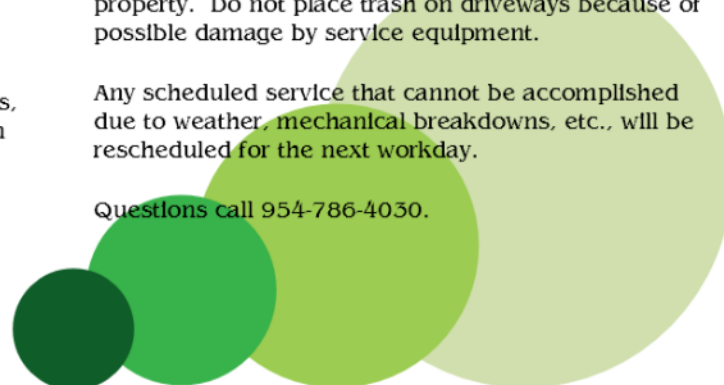 property. Do not place trash on driveways because of
possible damage by service equipment.
s,
Any scheduled service that cannot be accomplished
due to weather, mechanical breakdowns, etc., will be
rescheduled for the next workday.
Questions call 954-786-4030.